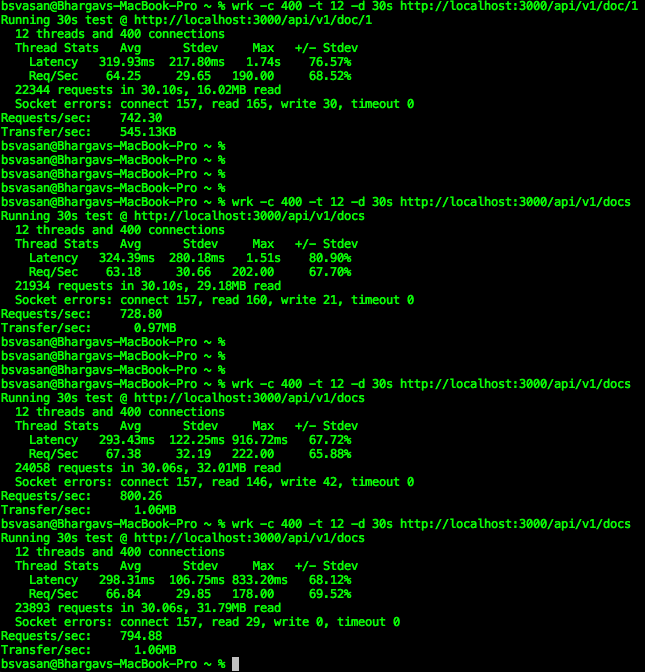 bsvasan@Bhargavs-MacBook-Pro ~ % wrk -c 400 -t 12 -d 30s http://localhost:3000/api/v1/doc/1
Running 30s test @ http://localhost:3000/api/v1/doc/1
  12 threads and 400 connections
  Thread Stats   Avg      Stdev     Max   +/- Stdev
    Latency   319.93ms  217.80ms   1.74s    76.57%
    Req/Sec    64.25     29.65   190.00     68.52%
  22344 requests in 30.10s, 16.02MB read
  Socket errors: connect 157, read 165, write 30, timeout 0
Requests/sec:    742.30
Transfer/sec:    545.13KB
bsvasan@Bhargavs-MacBook-Pro ~ %
bsvasan@Bhargavs-MacBook-Pro ~ %
bsvasan@Bhargavs-MacBook-Pro ~ %
bsvasan@Bhargavs-MacBook-Pro ~ %
bsvasan@Bhargavs-MacBook-Pro ~ % wrk -c 400 -t 12 -d 30s http://localhost:3000/api/v1/docs
Running 30s test @ http://localhost:3000/api/v1/docs
  12 threads and 400 connections
  Thread Stats   Avg      Stdev     Max   +/- Stdev
    Latency   324.39ms  280.18ms   1.51s    80.90%
    Req/Sec    63.18     30.66   202.00     67.70%
  21934 requests in 30.10s, 29.18MB read
  Socket errors: connect 157, read 160, write 21, timeout 0
Requests/sec:    728.80
Transfer/sec:      0.97MB
bsvasan@Bhargavs-MacBook-Pro ~ %
bsvasan@Bhargavs-MacBook-Pro ~ %
bsvasan@Bhargavs-MacBook-Pro ~ %
bsvasan@Bhargavs-MacBook-Pro ~ % wrk -c 400 -t 12 -d 30s http://localhost:3000/api/v1/docs
Running 30s test @ http://localhost:3000/api/v1/docs
  12 threads and 400 connections
  Thread Stats   Avg      Stdev     Max   +/- Stdev
    Latency   293.43ms  122.25ms 916.72ms   67.72%
    Req/Sec    67.38     32.19   222.00     65.88%
  24058 requests in 30.06s, 32.01MB read
  Socket errors: connect 157, read 146, write 42, timeout 0
Requests/sec:    800.26
Transfer/sec:      1.06MB
bsvasan@Bhargavs-MacBook-Pro ~ % wrk -c 400 -t 12 -d 30s http://localhost:3000/api/v1/docs
Running 30s test @ http://localhost:3000/api/v1/docs
  12 threads and 400 connections
  Thread Stats   Avg      Stdev     Max   +/- Stdev
    Latency   298.31ms  106.75ms 833.20ms   68.12%
    Req/Sec    66.84     29.85   178.00     69.52%
  23893 requests in 30.06s, 31.79MB read
  Socket errors: connect 157, read 29, write 0, timeout 0
Requests/sec:    794.88
Transfer/sec:      1.06MB
bsvasan@Bhargavs-MacBook-Pro ~ %